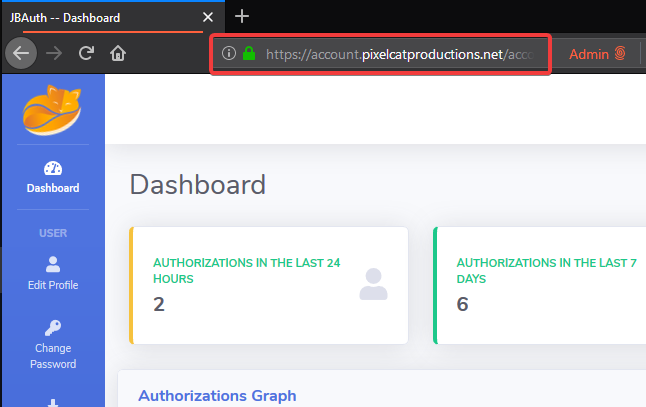 JBAuth -- Dashboard
https://account.pixelcatproductions.net/acco
Admin
Dashboard
USER
Edit Profile
Change
Password
Dashboard
AUTHORIZATIONS IN THE LAST 24
HOURS
2
AUTHORIZATIONS IN THE LAST 7
DAYS
6
Authorizations Graph